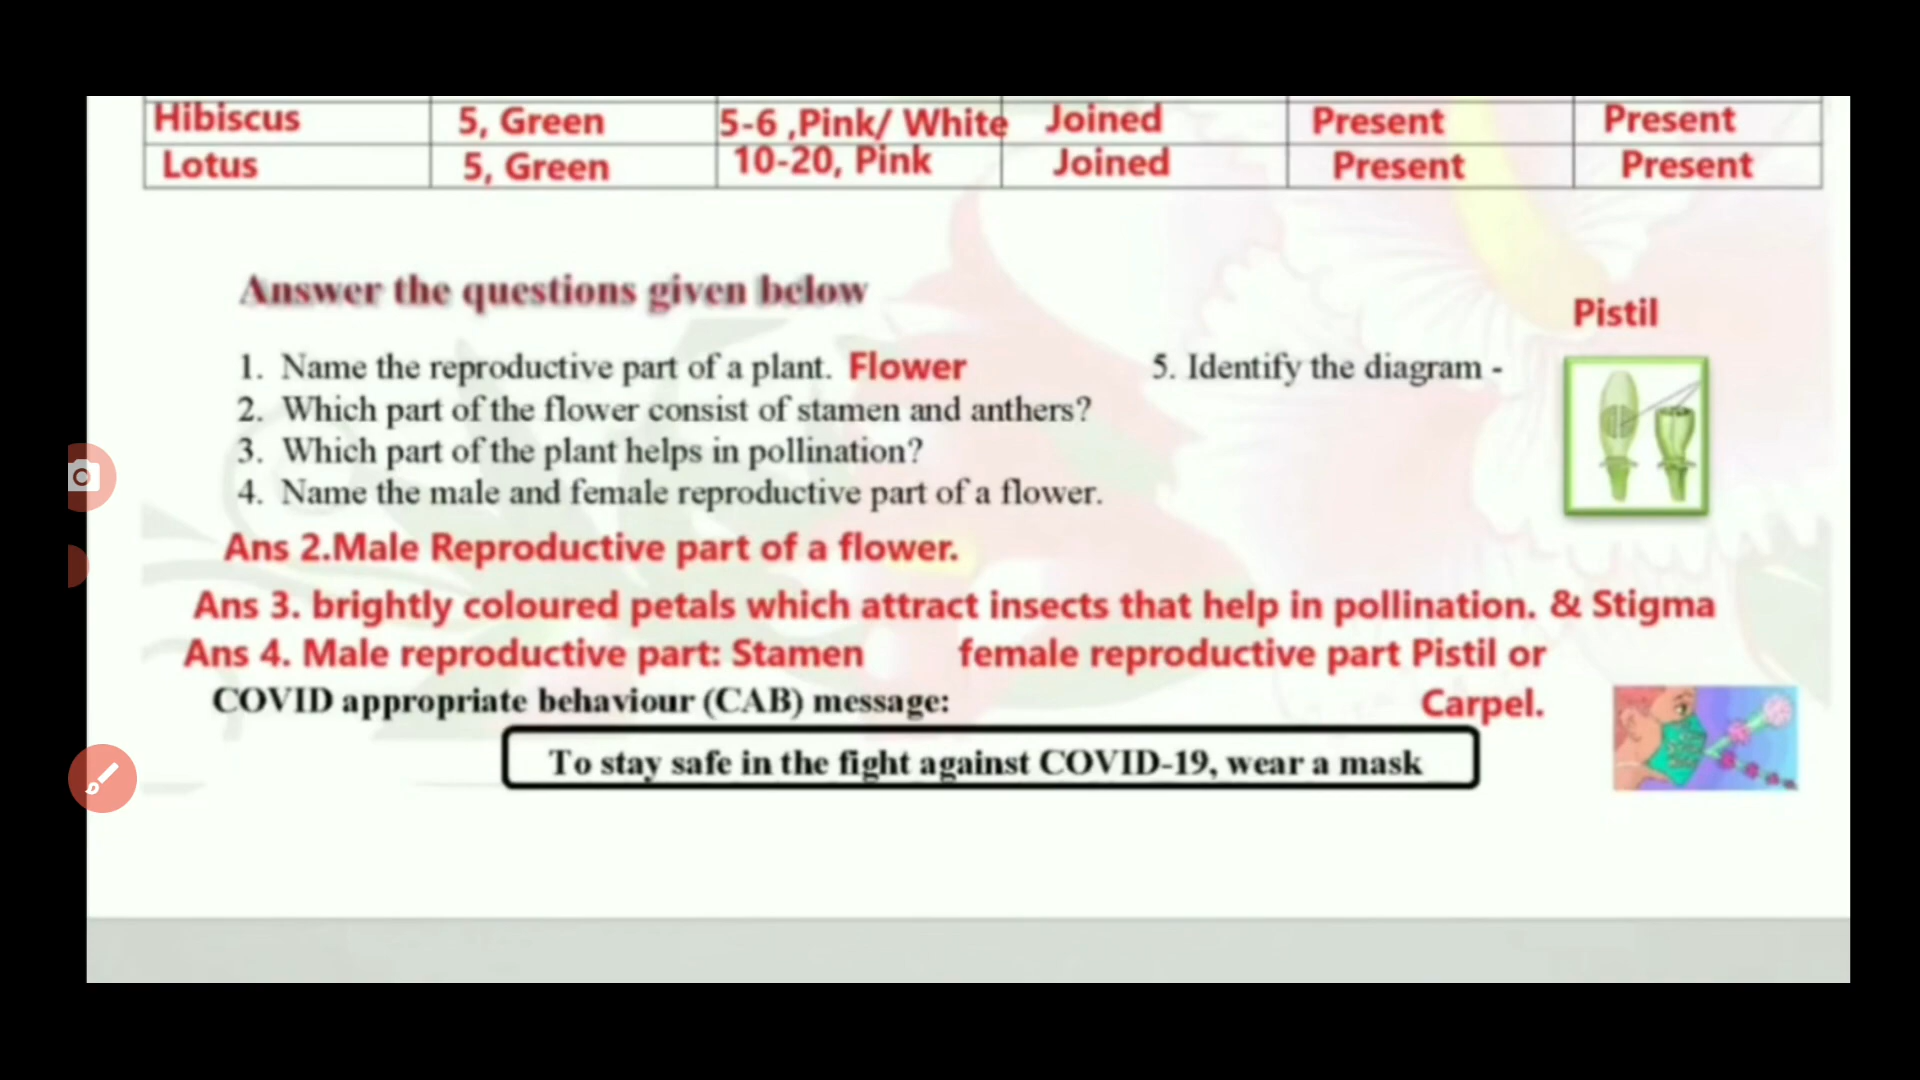 Hibiscus 5, Green 5-6 ,Pink/ White Joined Present Present
Lotus 5, Green 10-20, Pink Joined Present Present
Answer the questions given below
Pistil
1. Name the reproductive part of a plant. Flower 5. Identify the diagram -
2. Which part of the flower consist of stamen and anthers?
3. Which part of the plant helps in pollination?
4. Name the male and female reproductive part of a flower.
Ans 2.Male Reproductive part of a flower.
Ans 3. brightly coloured petals which attract insects that help in pollination. & Stigma
Ans 4. Male reproductive part: Stamen female reproductive part Pistil or
COVID appropriate behaviour (CAB) message: Carpel.
To stay safe in the fight against COVID-19, wear a mask